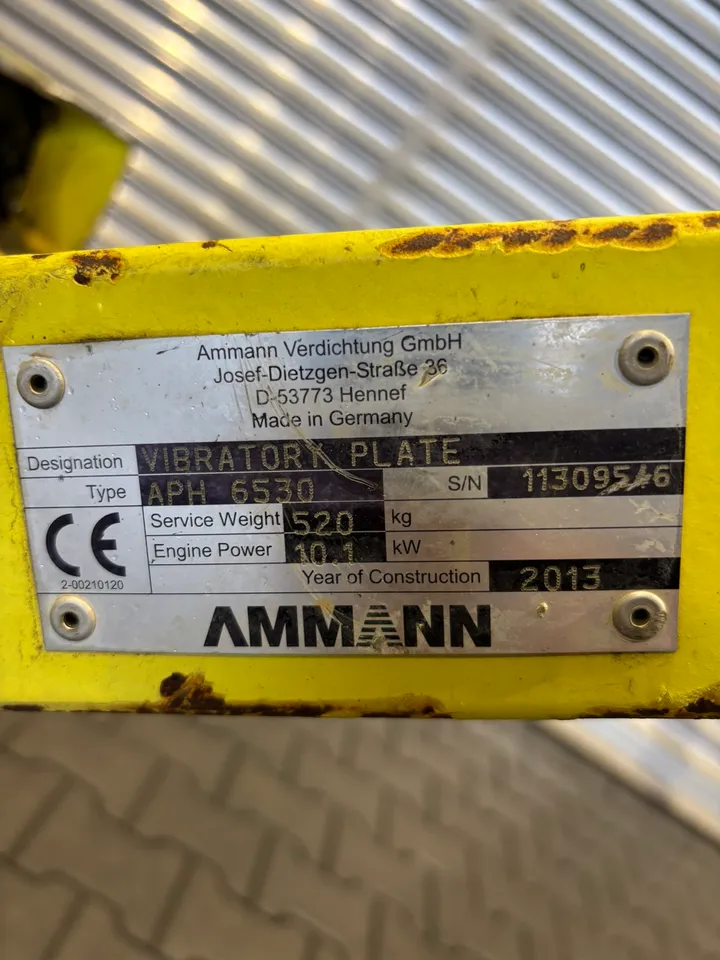 Ammann Verdichtung GmbH
Josef-Dietzgen-Straße 36
D-53773 Hennef
Made in Germany
Designation VIBRATORY PLATE
Type APH 6530 S/N 11309546
CE Service Weight 520 kg
Engine Power 10.1 kW
2-00210120
Year of Construction 2013
AMMANN